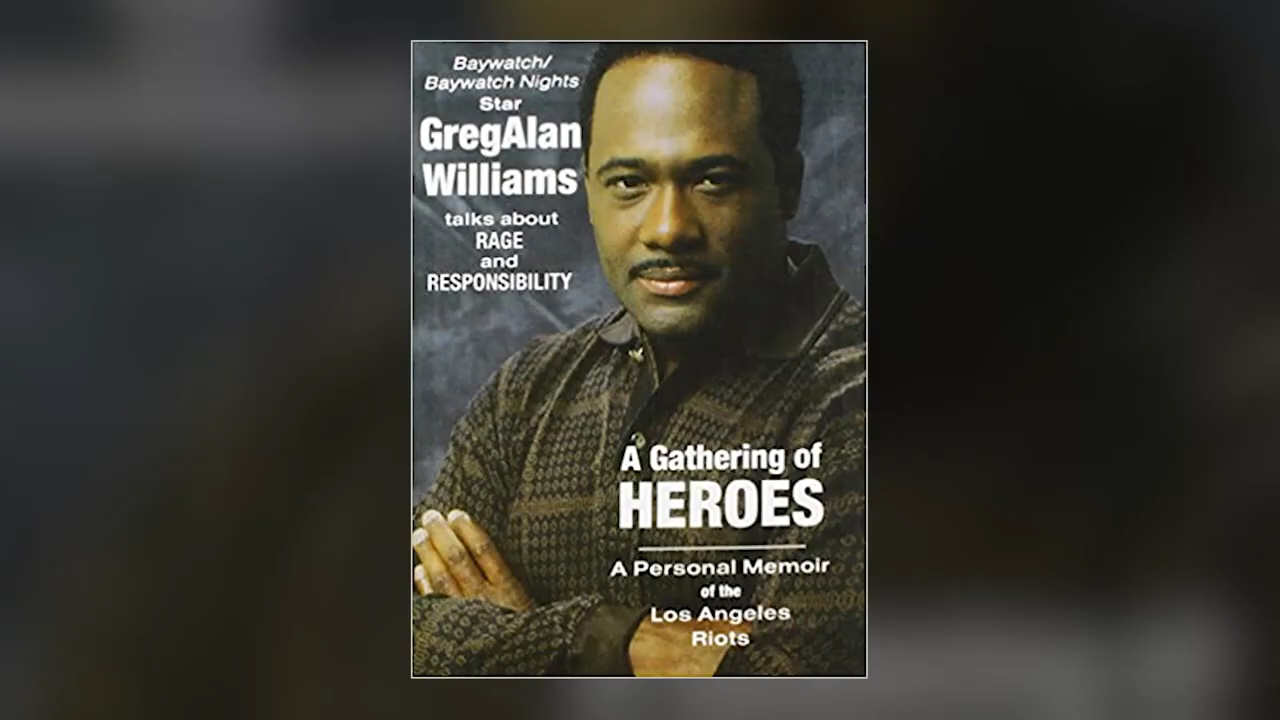 Baywatch/
Baywatch Nights
Star
GregAlan
Williams
talks about
RAGE
and
RESPONSIBILITY
A Gathering of
HEROES
A Personal Memoir
of the
Los Angeles
Riots